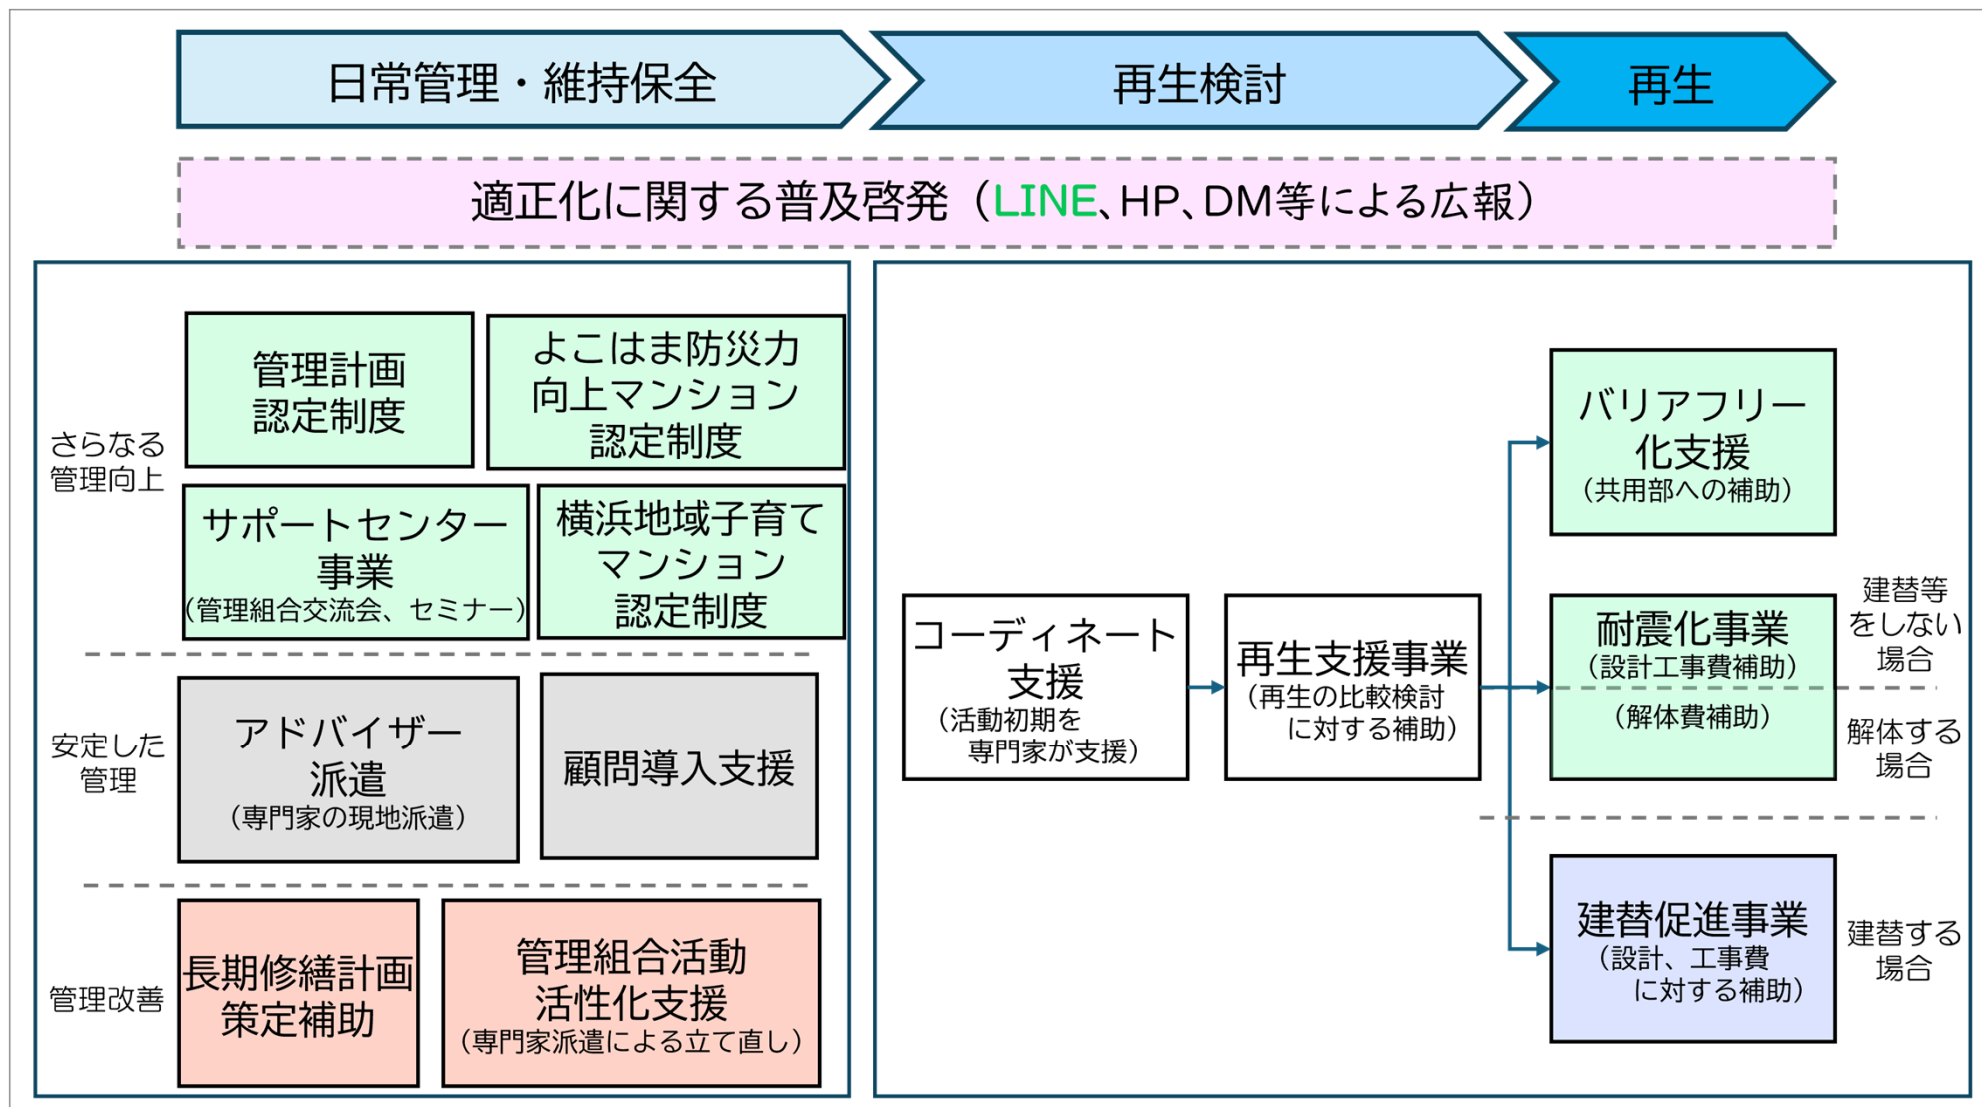 日常管理・維持保全
再生検討
再生
適正化に関する普及啓発（LINE、HP、DM等による広報）
さらなる
管理向上
管理計画
認定制度
よこはま防災力
向上マンション
認定制度
サポートセンター
事業
（管理組合交流会、セミナー）
横浜地域子育て
マンション
認定制度
安定した
管理
アドバイザー
派遣
（専門家の現地派遣）
顧問導入支援
管理改善
長期修繕計画
策定補助
管理組合活動
活性化支援
（専門家派遣による立て直し）
コーディネート
支援
（活動初期を
専門家が支援）
再生支援事業
（再生の比較検討
に対する補助）
バリアフリー
化支援
（共用部への補助）
耐震化事業
（設計工事費補助）
（解体費補助）
建替等
をしない
場合
解体する
場合
建替促進事業
（設計、工事費
に対する補助）
建替する
場合